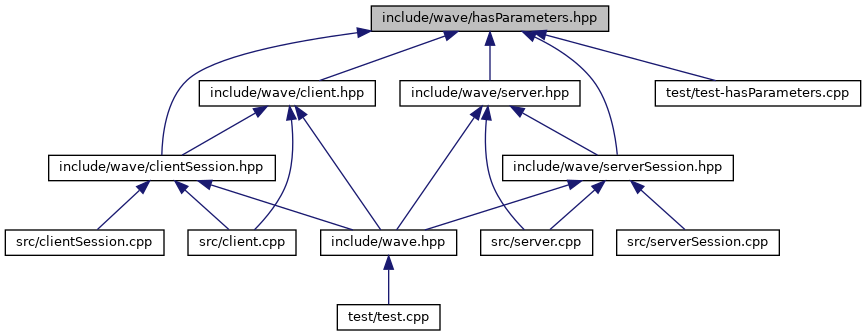 include/wave/hasParameters.hpp
include/wave/client.hpp
include/wave/server.hpp
test/test-hasParameters.cpp
include/wave/clientSession.hpp
include/wave/serverSession.hpp
src/clientSession.cpp
src/client.cpp
include/wave.hpp
src/server.cpp
src/serverSession.cpp
test/test.cpp